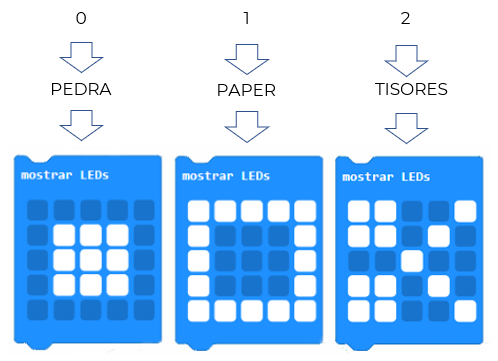 0 1 2
PEDRA PAPER TISORES
mostrar LEDs mostrar LEDs mostrar LEDs